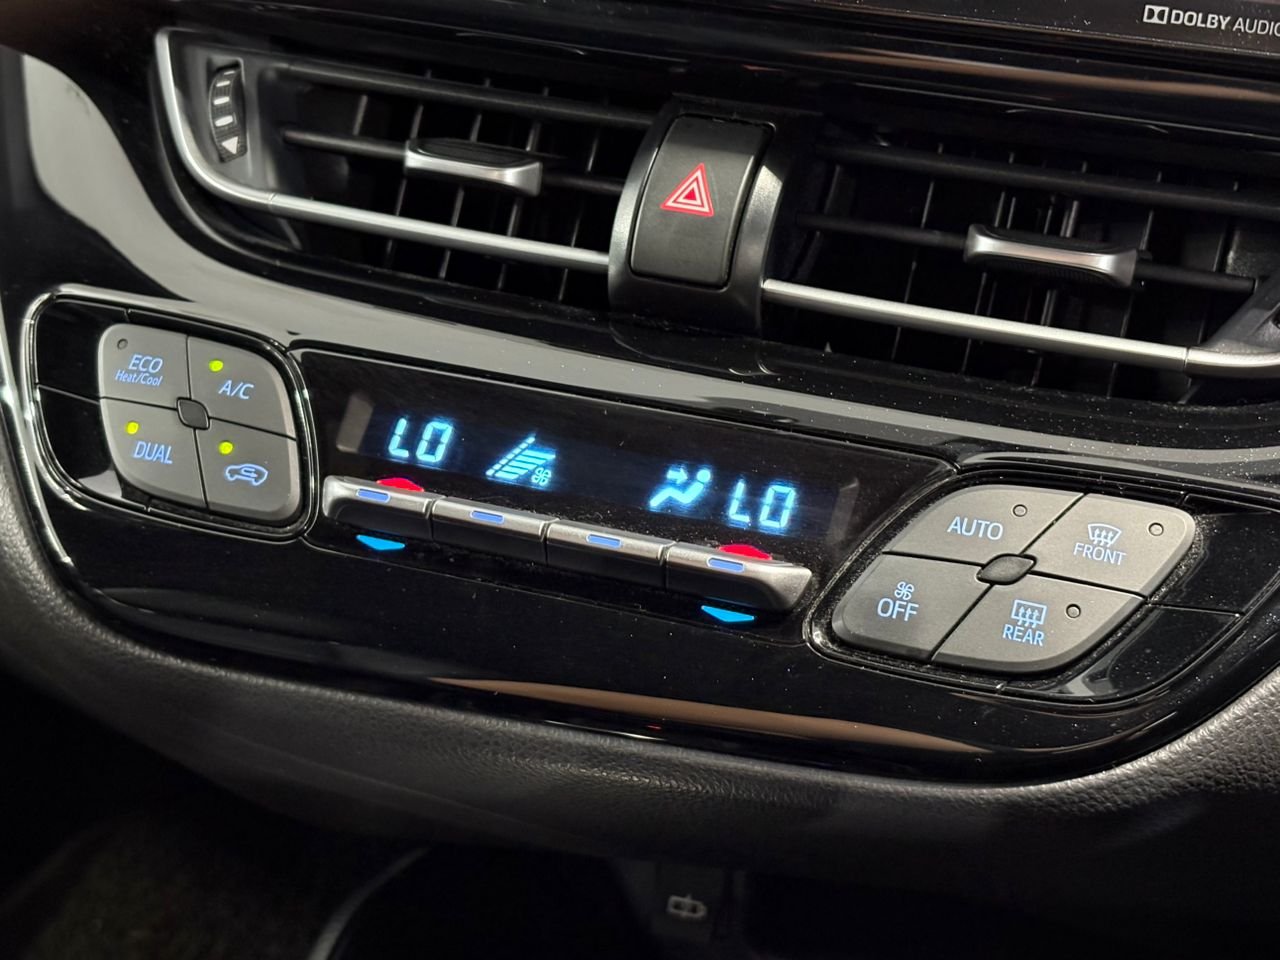 DOLBY AUDIO
ECO
Heat/Cool
A/C
DUAL
LO
LO
AUTO
FRONT
OFF
REAR